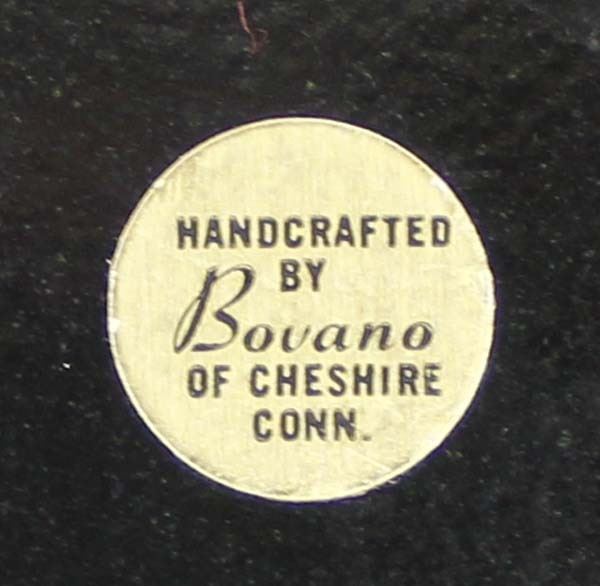 HANDCRAFTED
BY
Bovano
OF CHESHIRE
CONN.